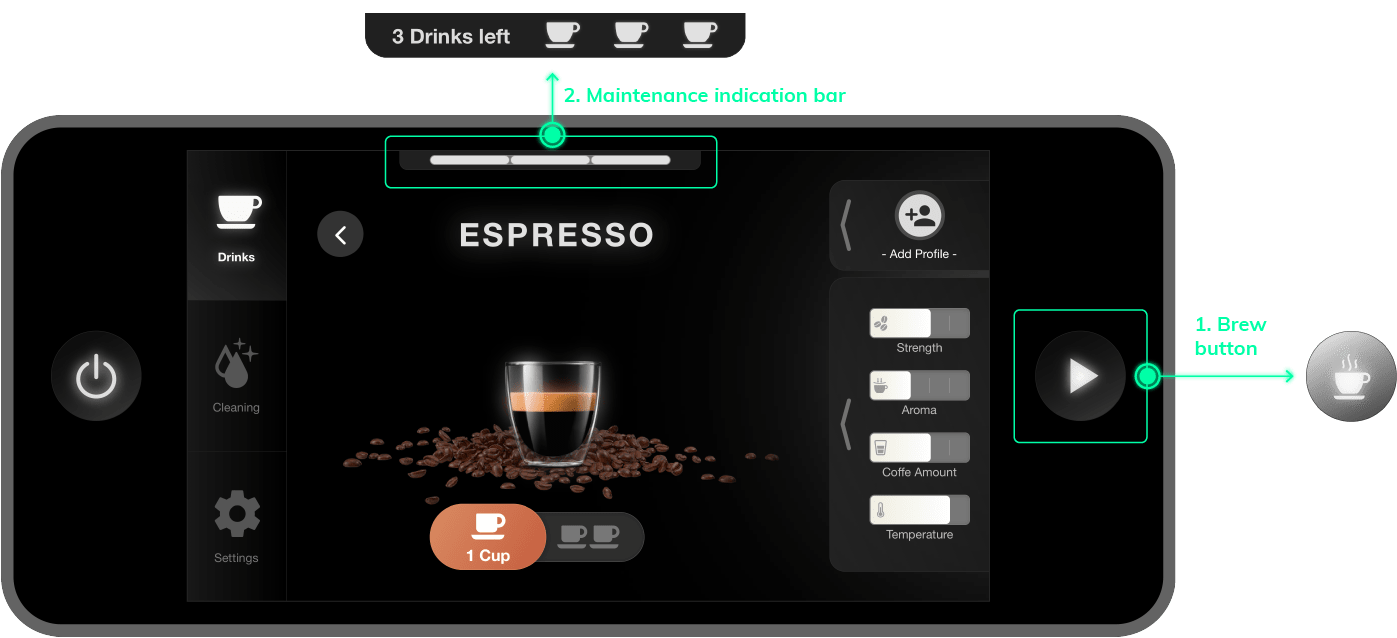 3 Drinks left
2. Maintenance indication bar
Drinks
ESPRESSO
- Add Profile -
1. Brew
button
Strength
Cleaning
Aroma
Coffe Amount
Temperature
1 Cup
Settings